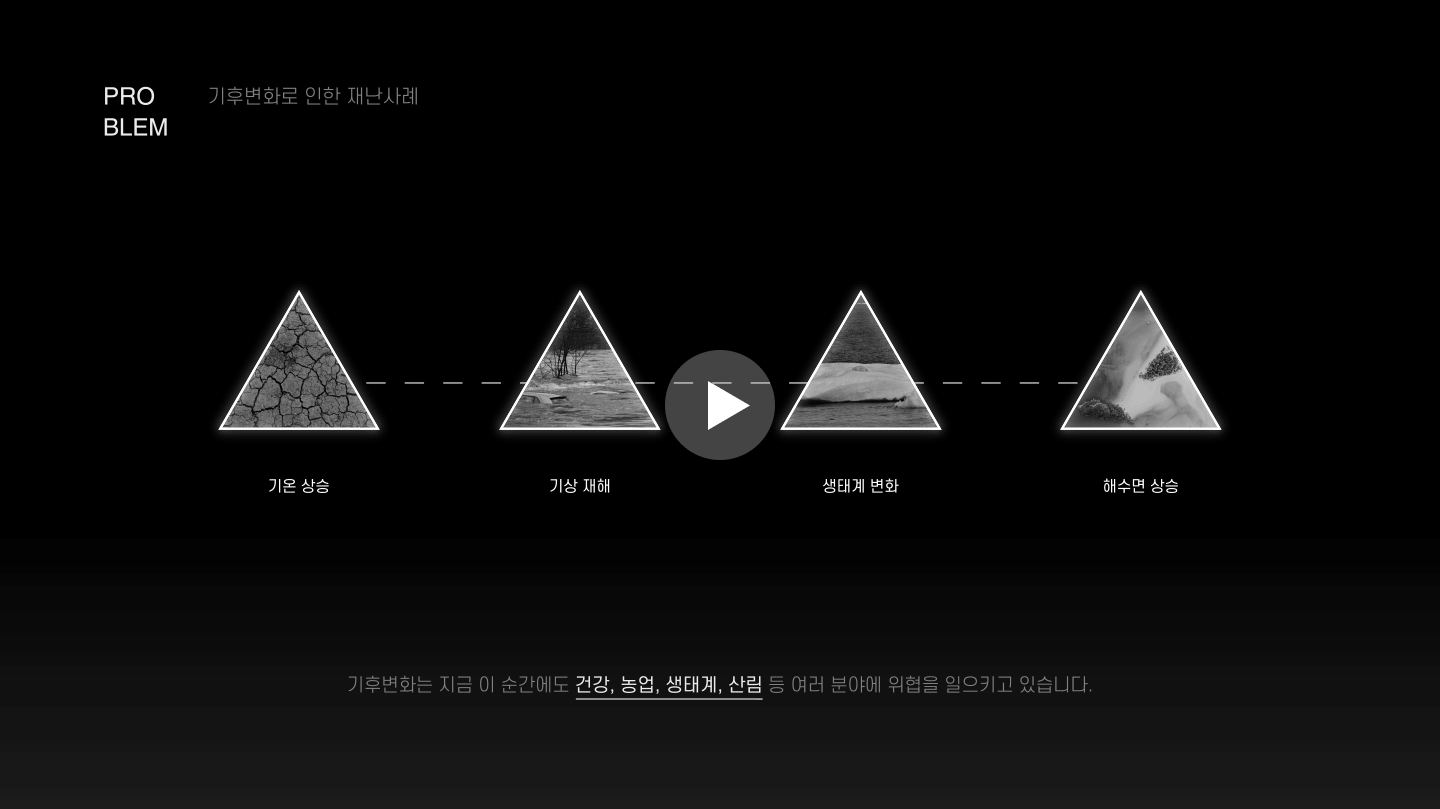 PRO
BLEM
기후변화로 인한 재난사례
기온 상승
기상 재해
생태계 변화
해수면 상승
기후변화는 지금 이 순간에도 건강, 농업, 생태계, 산림 등 여러 분야에 위협을 일으키고 있습니다.